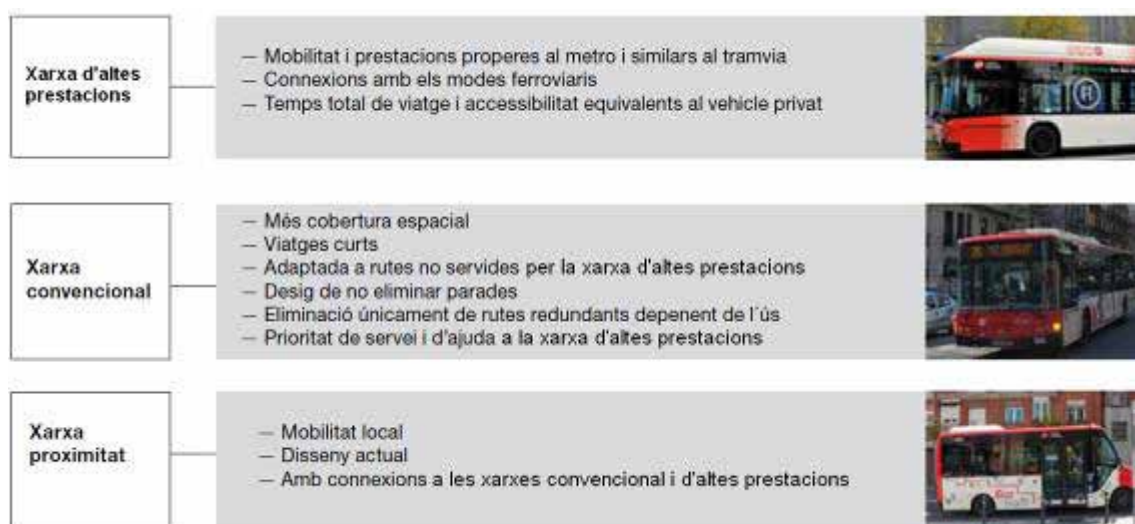 Xarxa d'altes
prestacions
— Mobilitat i prestacions properes al metro i similars al tramvia
— Connexions amb els modes ferroviaris
— Temps total de viatge i accessibilitat equivalents al vehicle privat
Xarxa
convencional
— Més cobertura espacial
— Viatges curts
— Adaptada a rutes no servides per la xarxa d'altes prestacions
— Desig de no eliminar parades
— Eliminació únicament de rutes redundants depenent de l´ús
— Prioritat de servei i d'ajuda a la xarxa d'altes prestacions
Xarxa
proximitat
— Mobilitat local
— Disseny actual
— Amb connexions a les xarxes convencional i d'altes prestacions